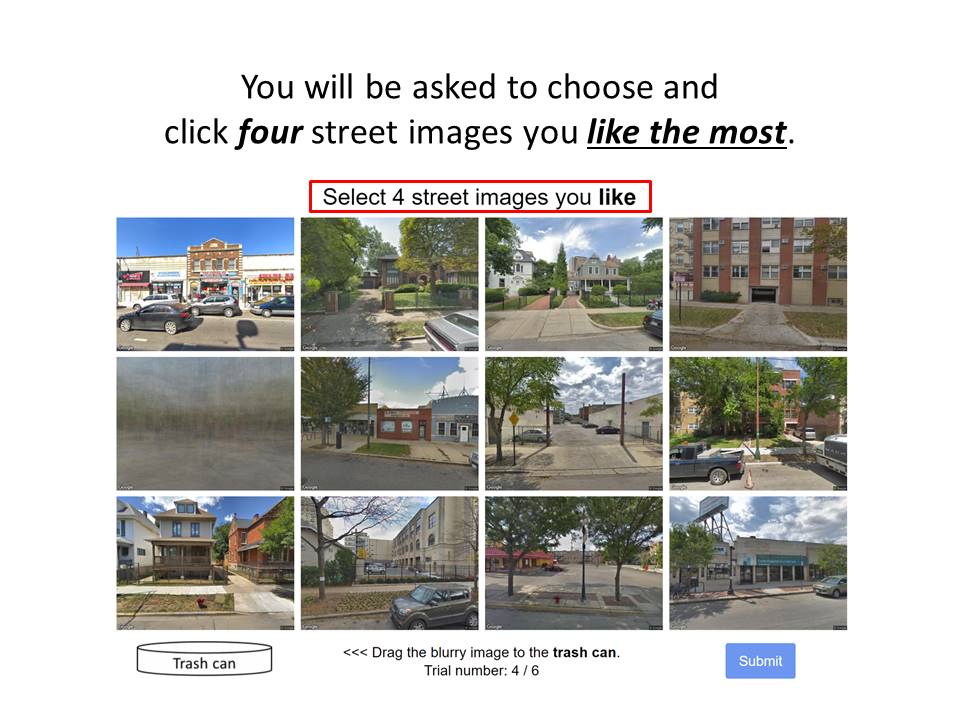 You will be asked to choose and
click four street images you like the most.
Select 4 street images you like
Trash can
<<< Drag the blurry image to the trash can.
Trial number: 4 / 6
Submit